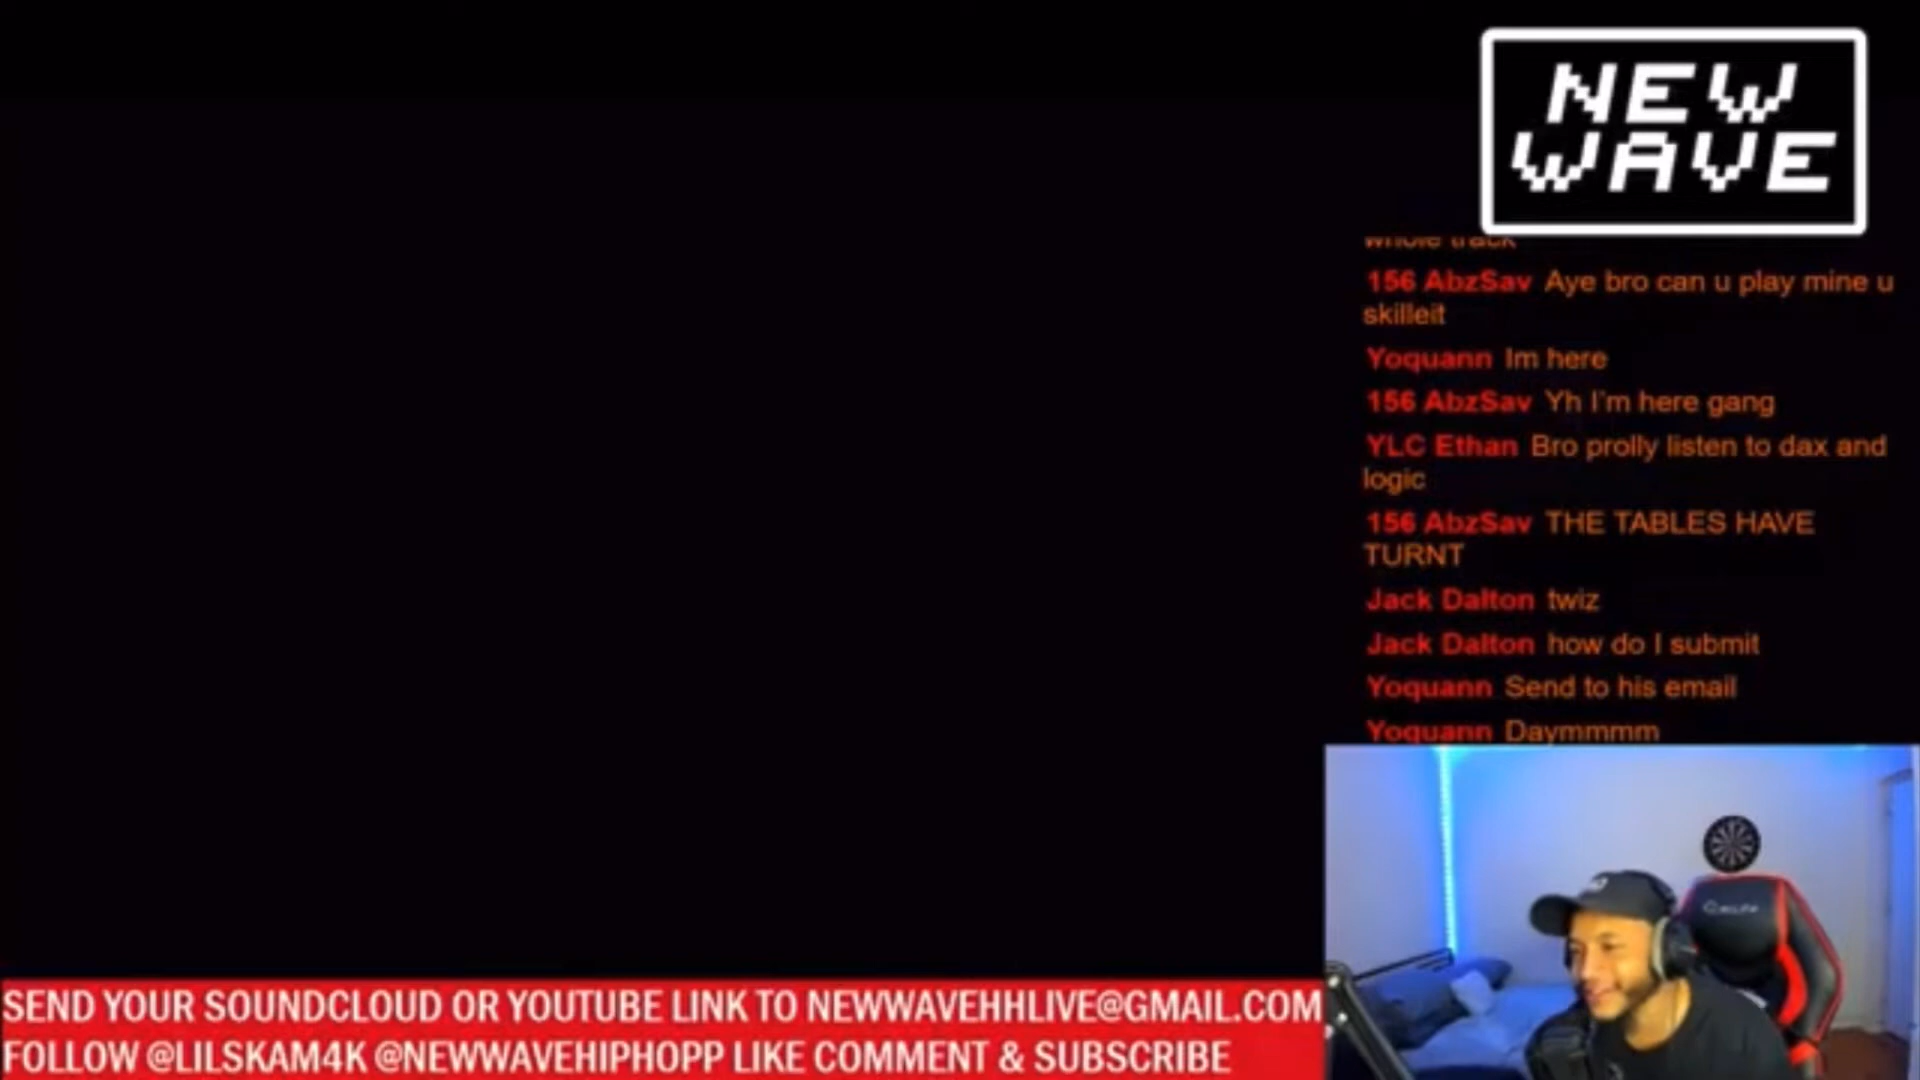 NEW
WAVE
whole track
156 AbzSav Aye bro can u play mine u
skilleit
Yoquann Im here
156 AbzSav Yh I'm here gang
YLC Ethan Bro prolly listen to dax and
logic
156 AbzSav THE TABLES HAVE
TURNT
Jack Dalton twiz
Jack Dalton how do I submit
Yoquann Send to his email
Yoquann Daymmmm
SEND YOUR SOUNDCLOUD OR YOUTUBE LINK TO NEWWAVEHHLIVE@GMAIL.COM
FOLLOW @LILSKAM4K @NEWWAVEHIPHOPP LIKE COMMENT & SUBSCRIBE